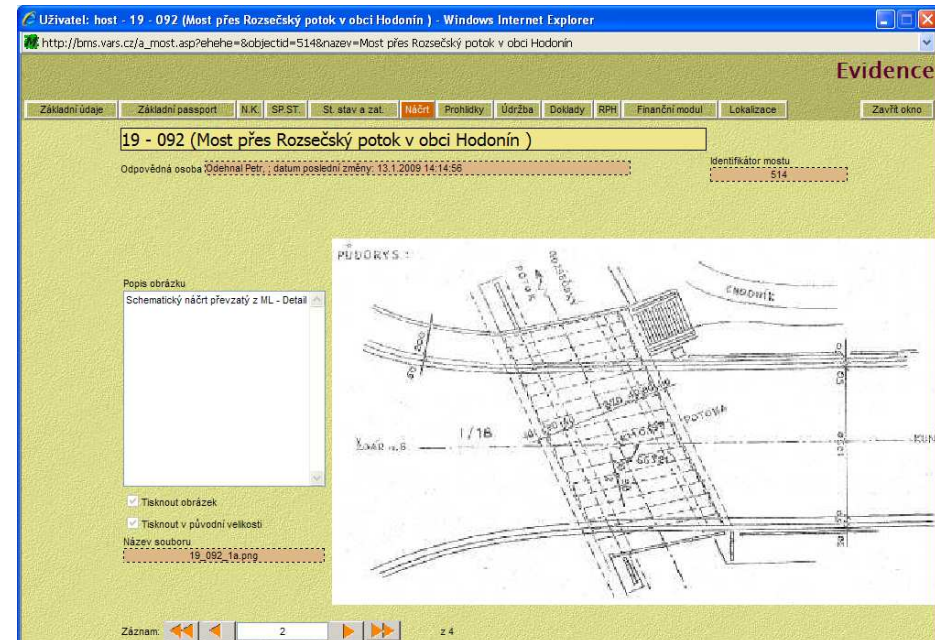 Uživatel: host - 19 - 092 (Most přes Rozsečský potok v obci Hodonín ) - Windows Internet Explorer
http://bms.vars.cz/a_most.asp?ehehe=&objectid=514&nazev=Most přes Rozsečský potok v obci Hodonín
Evidence
Základní údaje Základní passport N.K. SP.ST. St. stav a zat. Náčrt Prohlídky Údržba Doklady RPH Finanční modul Lokalizace Zavřít okno
19 - 092 (Most přes Rozsečský potok v obci Hodonín )
Odpovědná osoba Odehnal Petr, ; datum poslední změny: 13.1.2009 14:14:56
Identifikátor mostu
514
PŮDORYS :
POTOK
ROZSEČSKÝ
CHODNÍK
Popis obrázku
Schematický náčrt převzatý z ML - Detail
POTOKA
I/18
KUN
Tisknout obrázek
Tisknout v původní velikosti
Název souboru
19_092_1a.png
Záznam: 2 z 4